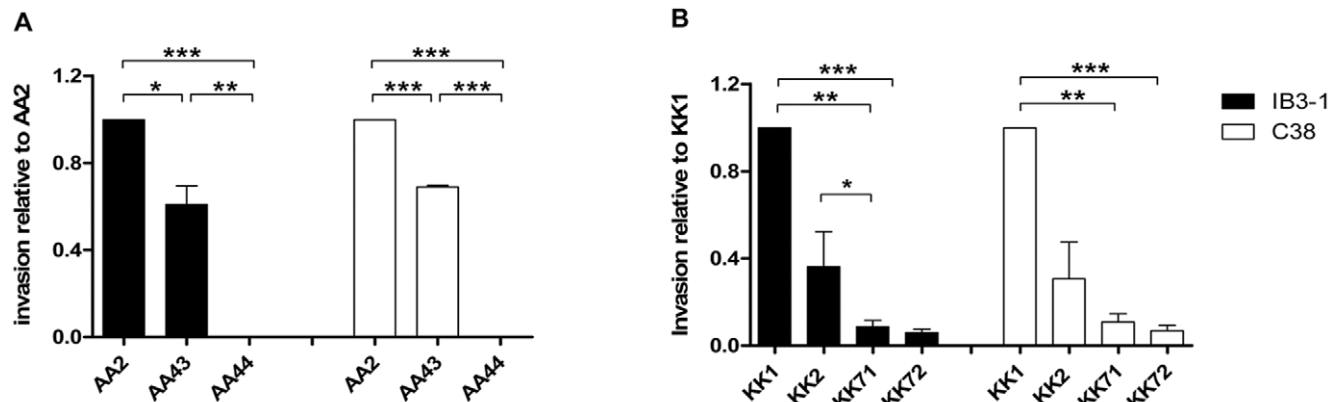 A
invasion relative to AA2
1.2
0.8
0.4
0.0
***
*
**
***
***
***
AA2
AA43
AA44
AA2
AA43
AA44
B
Invasion relative to KK1
1.2
0.8
0.4
0.0
***
**
*
***
**
KK1
KK2
KK71
KK72
KK1
KK2
KK71
KK72
IB3-1
C38